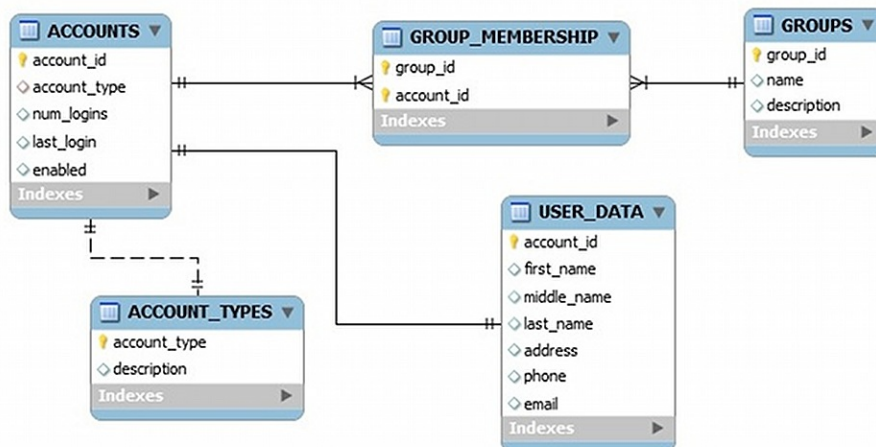 ACCOUNTS
account_id
account_type
num_logins
last_login
enabled
Indexes
GROUP_MEMBERSHIP
group_id
account_id
Indexes
GROUPS
group_id
name
description
Indexes
ACCOUNT_TYPES
account_type
description
Indexes
USER_DATA
account_id
first_name
middle_name
last_name
address
phone
email
Indexes